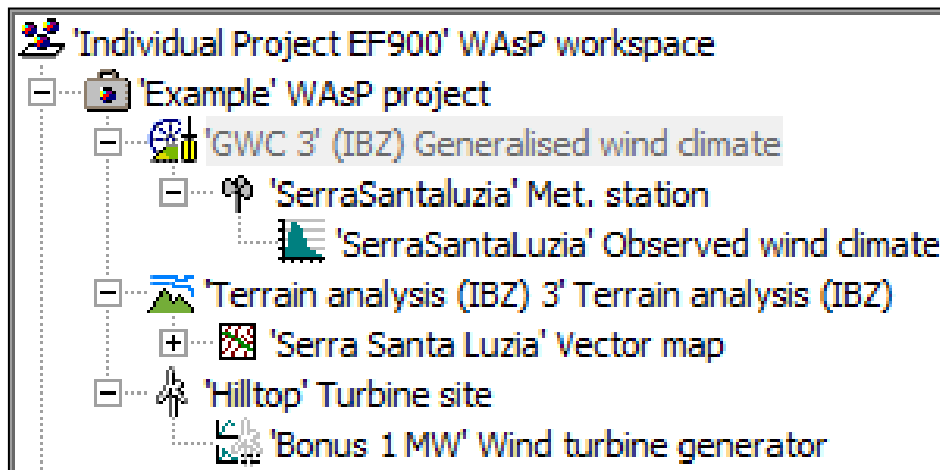 'Individual Project EF900' WAsP workspace
'Example' WAsP project
'GWC 3' (IBZ) Generalised wind climate
'SerraSantaluzia' Met. station
'SerraSantaLuzia' Observed wind climate
'Terrain analysis (IBZ) 3' Terrain analysis (IBZ)
'Serra Santa Luzia' Vector map
'Hilltop' Turbine site
'Bonus 1 MW' Wind turbine generator